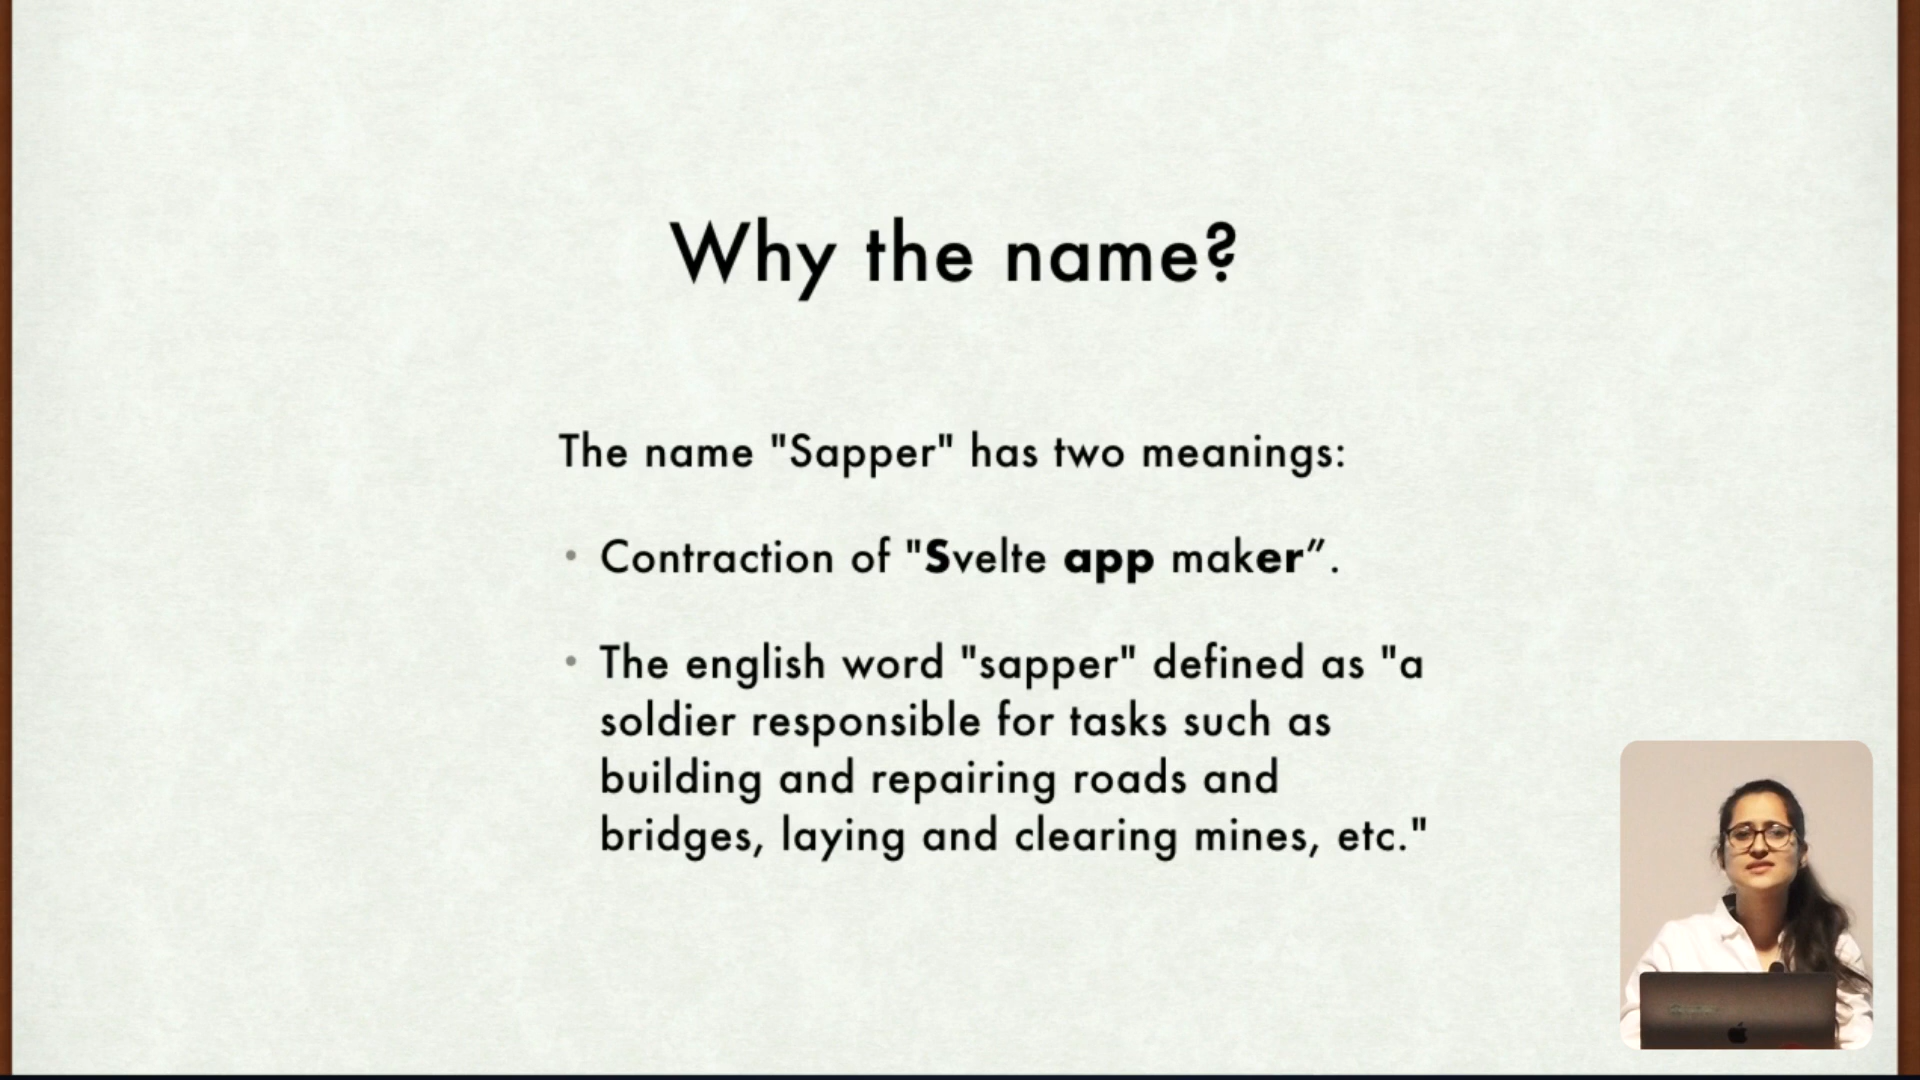 Why the name?
The name "Sapper" has two meanings:
• Contraction of "Svelte app maker”.
• The english word "sapper" defined as "a
soldier responsible for tasks such as
building and repairing roads and
bridges, laying and clearing mines, etc."